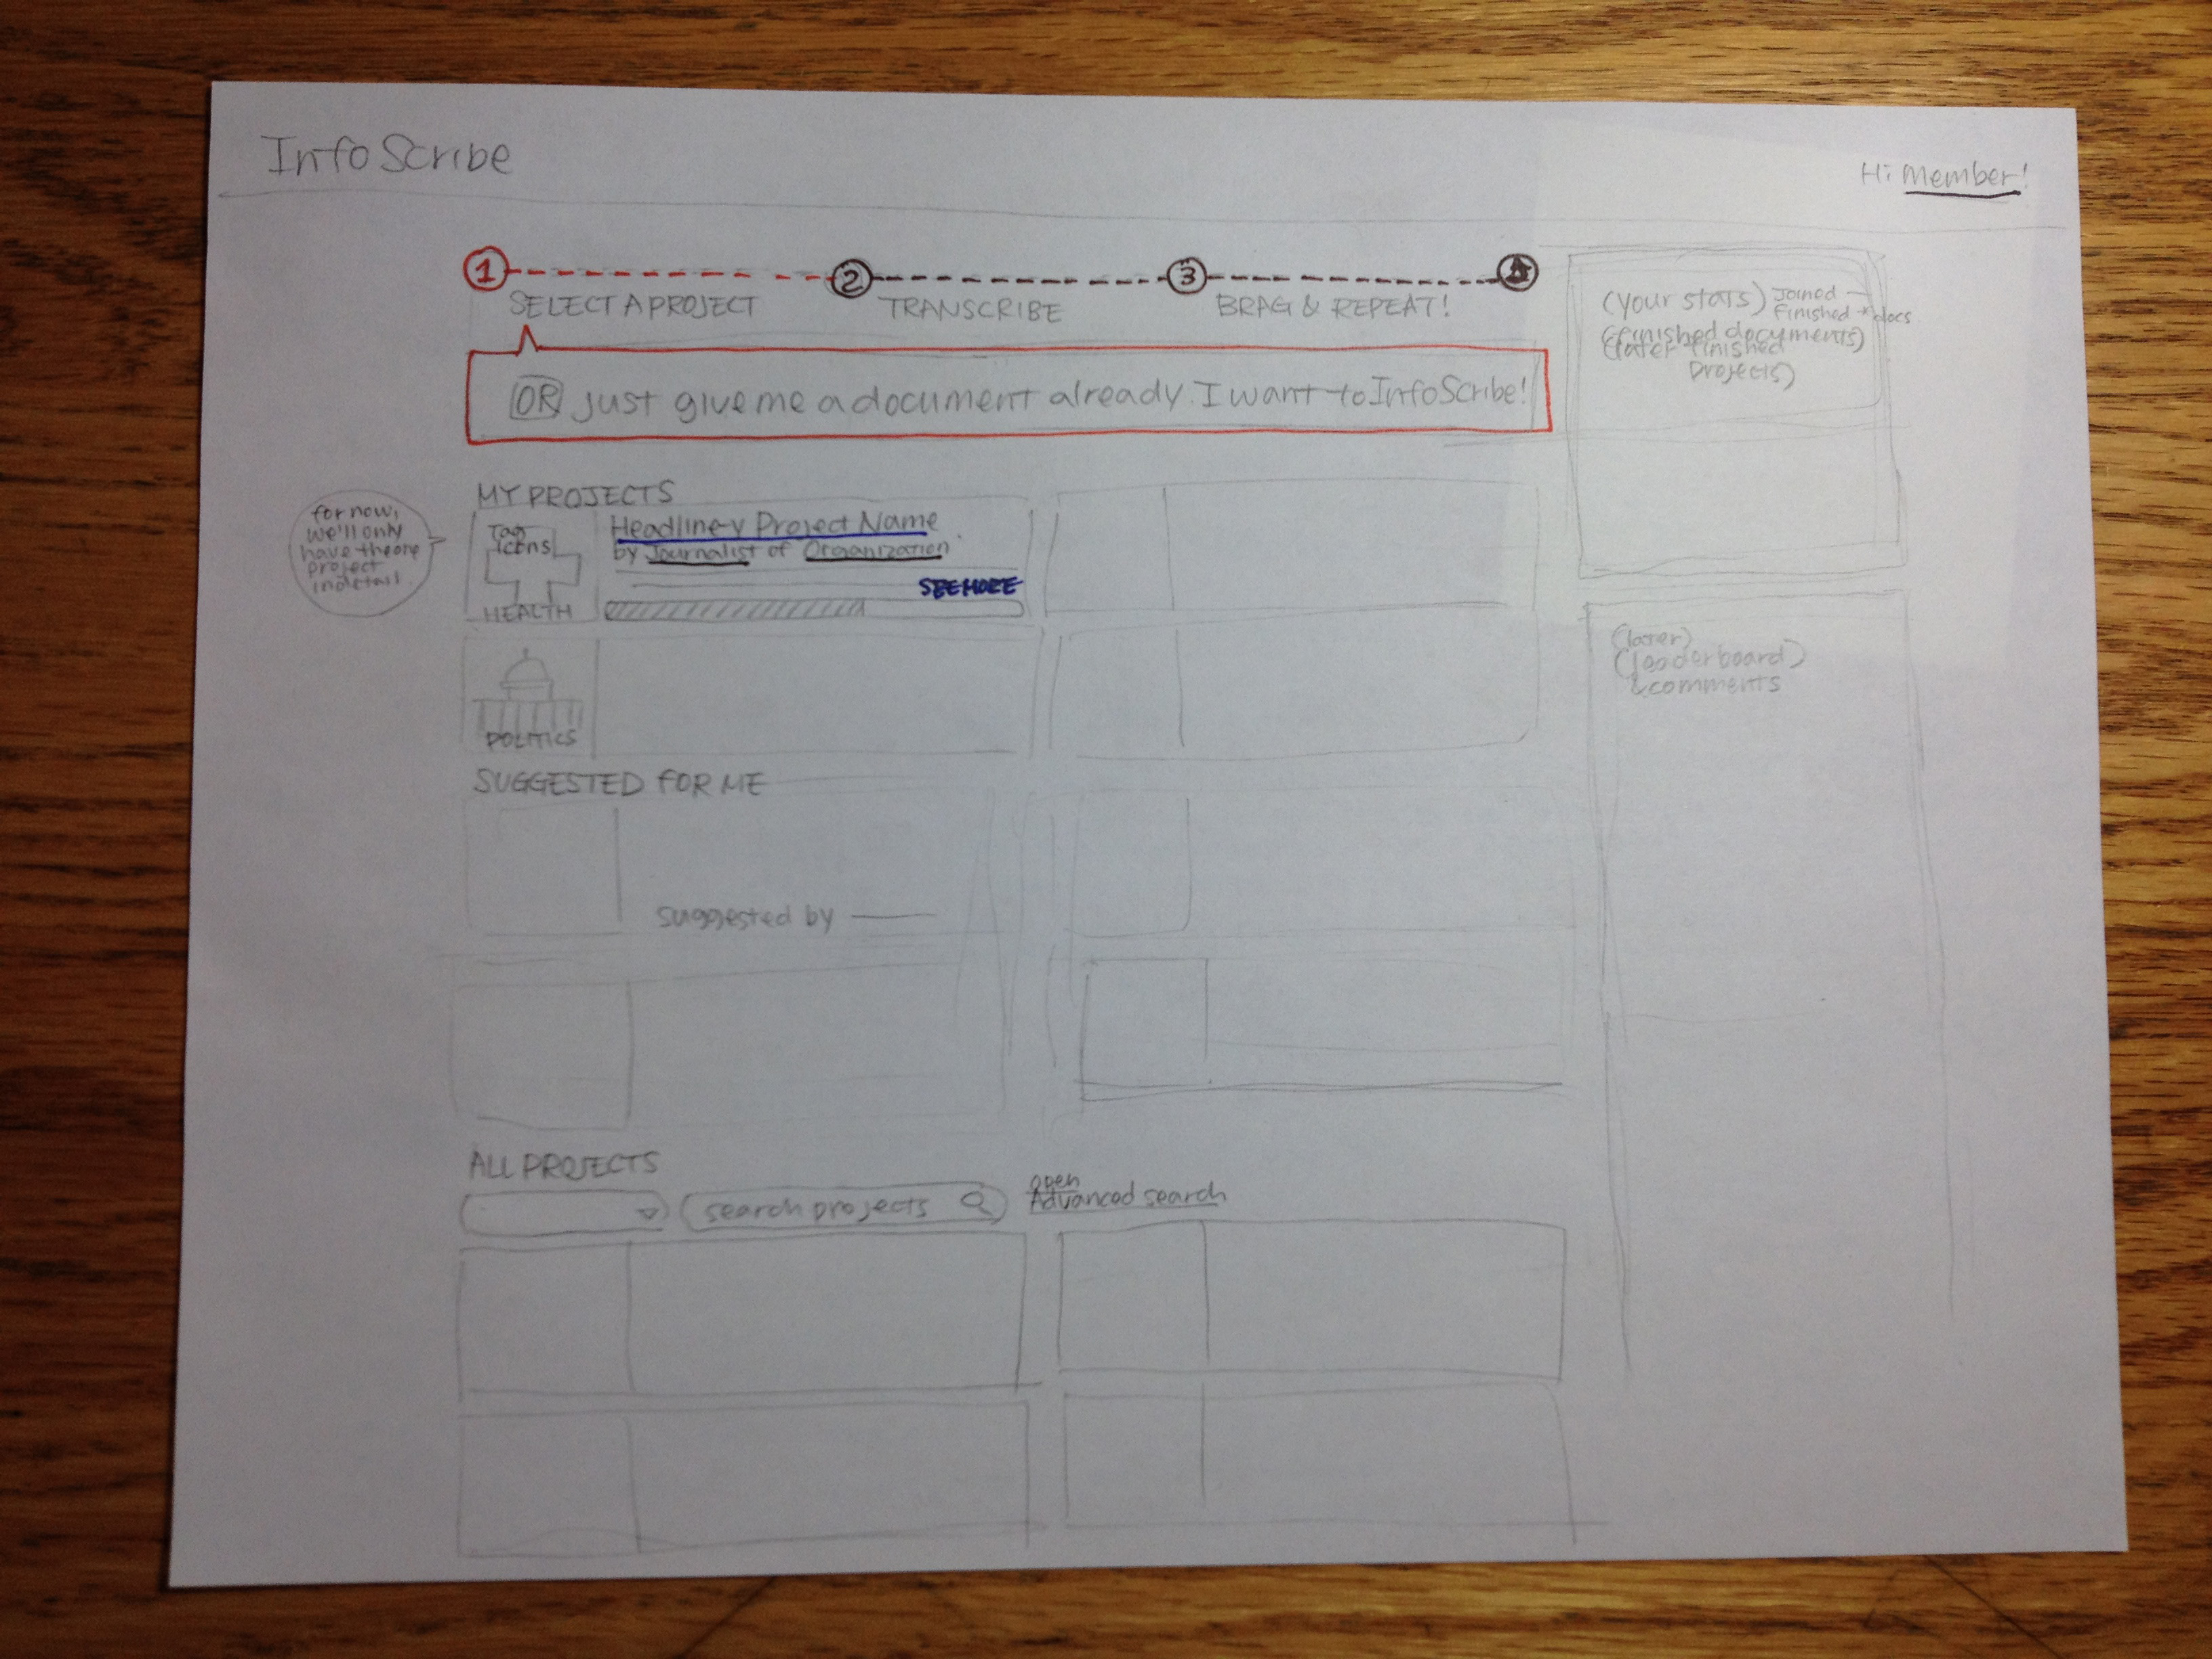 InfoScribe
Hi Member!
1
2
3
SELECT A PROJECT
TRANSCRIBE
BRAG & REPEAT!
OR just give me a document already. I want to InfoScribe!
(your stats) Joined —
Finished * docs
(finished documents)
(later finished
projects)
for now,
we'll only
have the one
project
in detail
MY PROJECTS
Tag
icons
HEALTH
Headline-y Project Name
by Journalist of Organization
SEE MORE
POLITICS
(later)
(leaderboard)
& comments
SUGGESTED FOR ME
suggested by
ALL PROJECTS
search projects
open
Advanced search